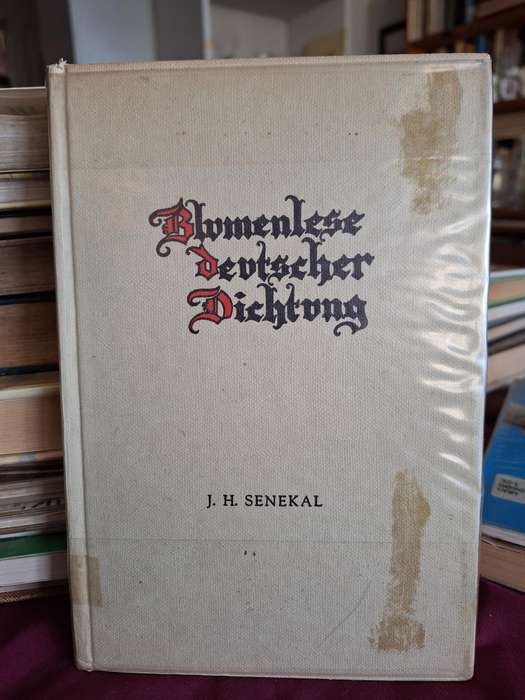 Blvmenlese
devtscher
Dichtvng
J. H. SENEKAL